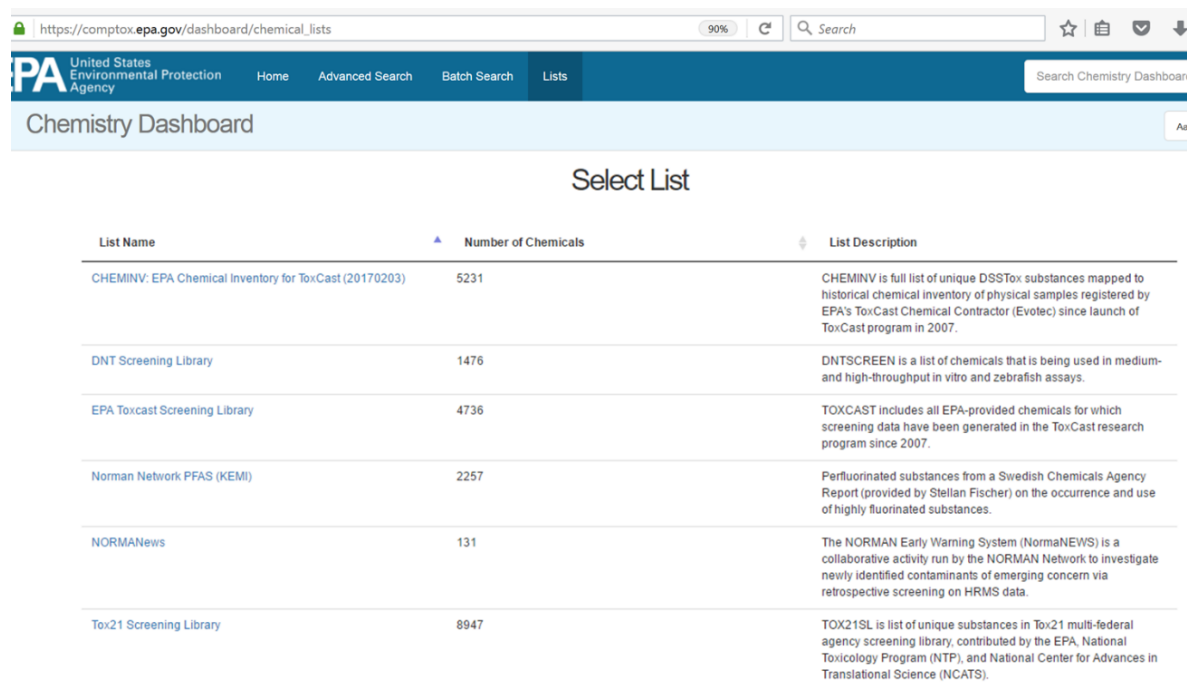 https://comptox.epa.gov/dashboard/chemical_lists
90%
Search
United States
Environmental Protection
Agency
Home
Advanced Search
Batch Search
Lists
Chemistry Dashboard
Select List
List Name
Number of Chemicals
List Description
CHEMINV: EPA Chemical Inventory for ToxCast (20170203)
5231
CHEMINV is full list of unique DSSTox substances mapped to
historical chemical inventory of physical samples registered by
EPA's ToxCast Chemical Contractor (Evotec) since launch of
ToxCast program in 2007.
DNT Screening Library
1476
DNTSCREEN is a list of chemicals that is being used in medium-
and high-throughput in vitro and zebrafish assays.
EPA Toxcast Screening Library
4736
TOXCAST includes all EPA-provided chemicals for which
screening data have been generated in the ToxCast research
program since 2007.
Norman Network PFAS (KEMI)
2257
Perfluorinated substances from a Swedish Chemicals Agency
Report (provided by Stellan Fischer) on the occurrence and use
of highly fluorinated substances.
NORMANews
131
The NORMAN Early Warning System (NormaNEWS) is a
collaborative activity run by the NORMAN Network to investigate
newly identified contaminants of emerging concern via
retrospective screening on HRMS data.
Tox21 Screening Library
8947
TOX21SL is list of unique substances in Tox21 multi-federal
agency screening library, contributed by the EPA, National
Toxicology Program (NTP), and National Center for Advances in
Translational Science (NCATS).